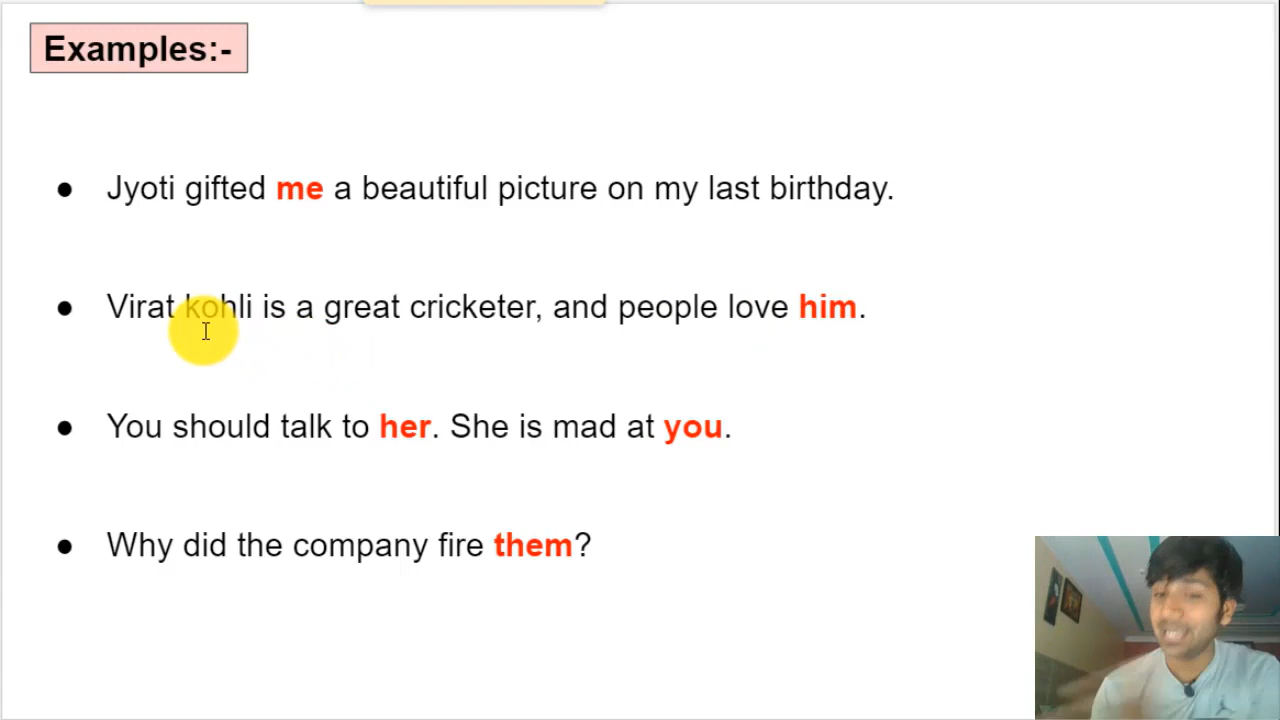 Examples:-
● Jyoti gifted me a beautiful picture on my last birthday.
● Virat kohli is a great cricketer, and people love him.
● You should talk to her. She is mad at you.
● Why did the company fire them?